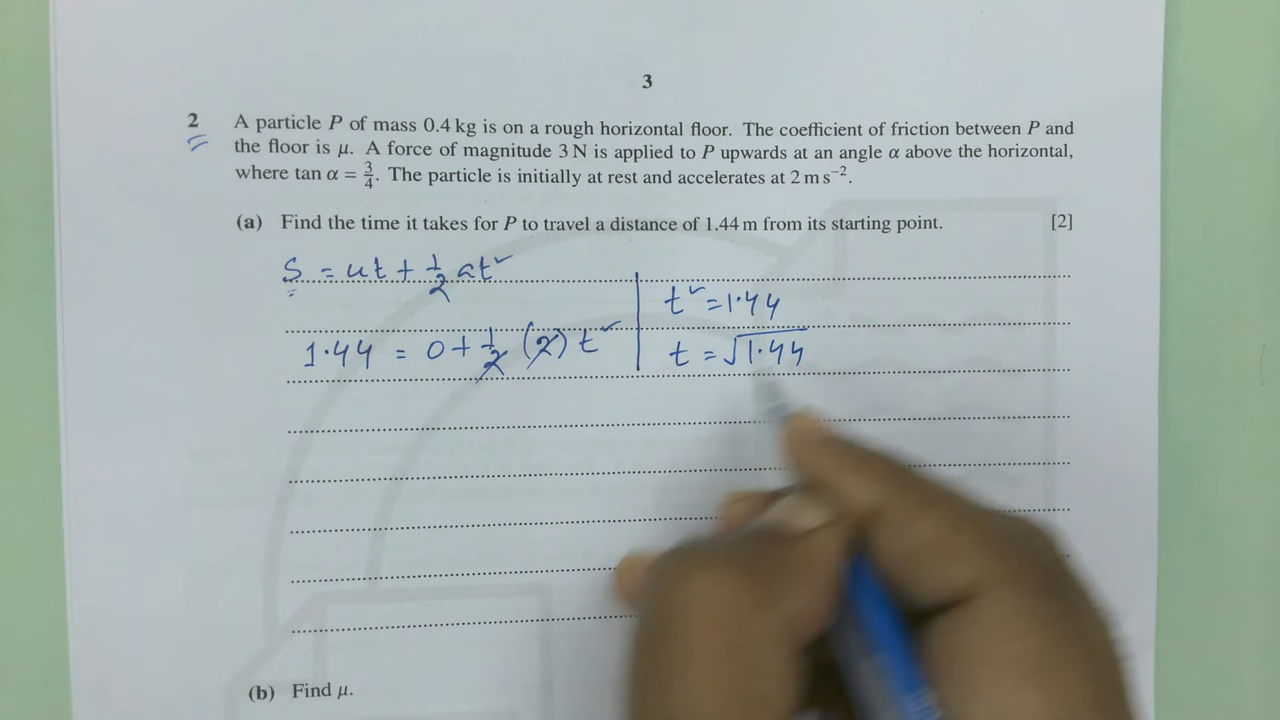 3
2 A particle P of mass 0.4 kg is on a rough horizontal floor. The coefficient of friction between P and
the floor is μ. A force of magnitude 3 N is applied to P upwards at an angle α above the horizontal,
where tan α = 3/4. The particle is initially at rest and accelerates at 2 m s⁻².
(a) Find the time it takes for P to travel a distance of 1.44 m from its starting point. [2]
S = ut + 1/2 at²
1.44 = 0 + 1/2 (2) t²
t² = 1.44
t = √1.44
(b) Find μ.